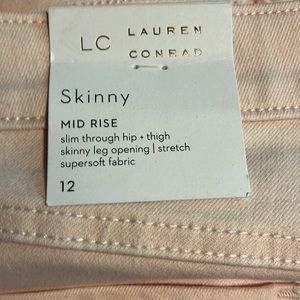 LC LAUREN
CONRAD
Skinny
MID RISE
slim through hip + thigh
skinny leg opening | stretch
supersoft fabric
12